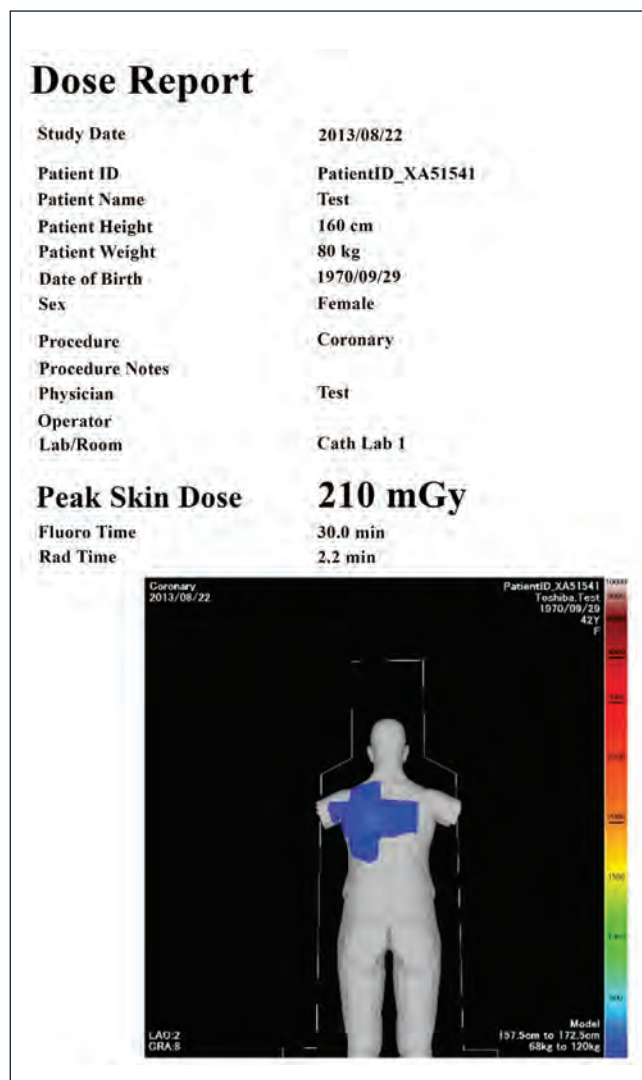 Dose Report
Study Date 2013/08/22
Patient ID PatientID_XA51541
Patient Name Test
Patient Height 160 cm
Patient Weight 80 kg
Date of Birth 1970/09/29
Sex Female
Procedure Coronary
Procedure Notes
Physician Test
Operator
Lab/Room Cath Lab 1
Peak Skin Dose 210 mGy
Fluoro Time 30.0 min
Rad Time 2.2 min
Coronary PatientID_XA51541
2013/08/22 Toshiba.Test
1970/09/29
42Y
F
10000
2000
1500
500
Model
LAO:2 157.5cm to 172.5cm
CRA:8 68kg to 120kg